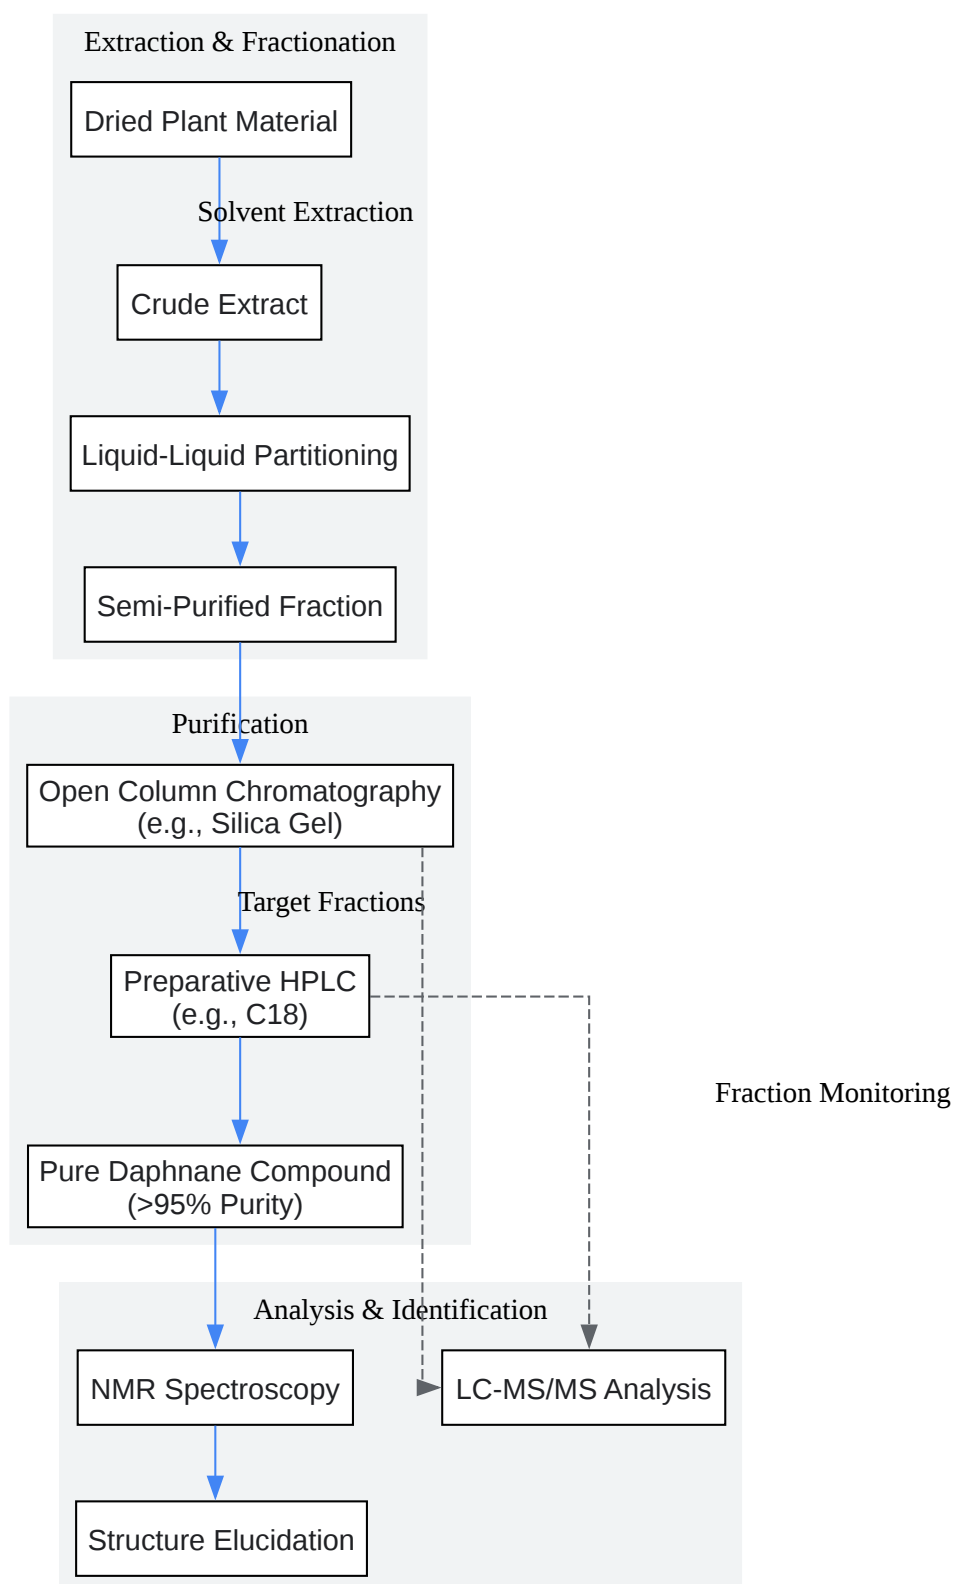 Extraction & Fractionation
Dried Plant Material
Solvent Extraction
Crude Extract
Liquid-Liquid Partitioning
Semi-Purified Fraction
Purification
Open Column Chromatography
(e.g., Silica Gel)
Target Fractions
Preparative HPLC
(e.g., C18)
Fraction Monitoring
Pure Daphnane Compound
(>95% Purity)
Analysis & Identification
NMR Spectroscopy
LC-MS/MS Analysis
Structure Elucidation